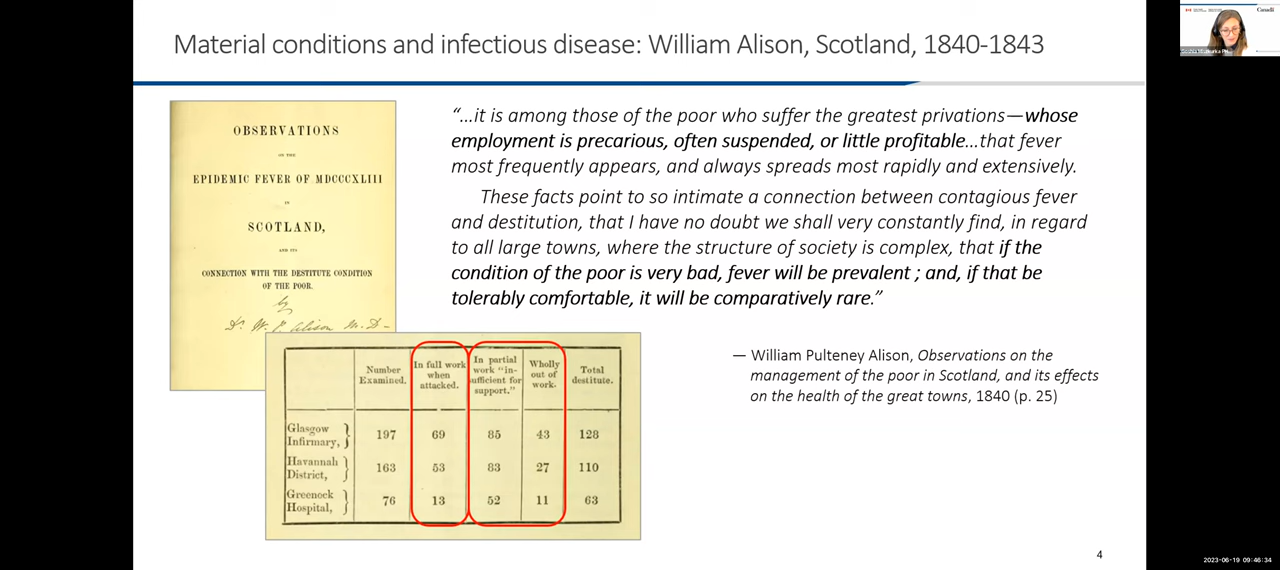 Material conditions and infectious disease: William Alison, Scotland, 1840-1843
OBSERVATIONS
ON THE
EPIDEMIC FEVER OF MDCCCXLIII
IN
SCOTLAND,
AND ITS
CONNECTION WITH THE DESTITUTE CONDITION
OF THE POOR.
by
Dr. W. P. Alison M.D-
“…it is among those of the poor who suffer the greatest privations—whose
employment is precarious, often suspended, or little profitable…that fever
most frequently appears, and always spreads most rapidly and extensively.
These facts point to so intimate a connection between contagious fever
and destitution, that I have no doubt we shall very constantly find, in regard
to all large towns, where the structure of society is complex, that if the
condition of the poor is very bad, fever will be prevalent ; and, if that be
tolerably comfortable, it will be comparatively rare.”
— William Pulteney Alison, Observations on the
management of the poor in Scotland, and its effects
on the health of the great towns, 1840 (p. 25)
Number Examined. In full work when attacked. In partial work “in-sufficient for support.” Wholly out of work. Total destitute.
Glasgow Infirmary, 197 69 85 43 128
Havannah District, 163 53 83 27 110
Greenock Hospital, 76 13 52 11 63
4
Canada
2023-06-19 09:46:34